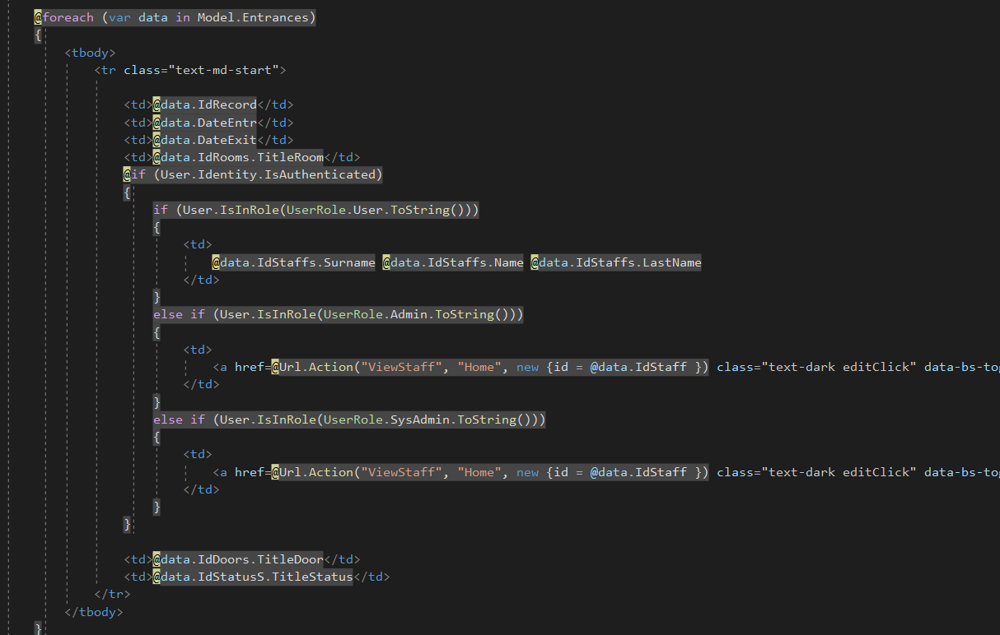 @foreach (var data in Model.Entrances)
{
<tbody>
<tr class="text-md-start">
<td>@data.IdRecord</td>
<td>@data.DateEntr</td>
<td>@data.DateExit</td>
<td>@data.IdRooms.TitleRoom</td>
@if (User.Identity.IsAuthenticated)
{
if (User.IsInRole(UserRole.User.ToString()))
{
<td>
@data.IdStaffs.Surname @data.IdStaffs.Name @data.IdStaffs.LastName
</td>
}
else if (User.IsInRole(UserRole.Admin.ToString()))
{
<td>
<a href=@Url.Action("ViewStaff", "Home", new {id = @data.IdStaff }) class="text-dark editClick" data-bs-tog
</td>
}
else if (User.IsInRole(UserRole.SysAdmin.ToString()))
{
<td>
<a href=@Url.Action("ViewStaff", "Home", new {id = @data.IdStaff }) class="text-dark editClick" data-bs-tog
</td>
}
}
<td>@data.IdDoors.TitleDoor</td>
<td>@data.IdStatusS.TitleStatus</td>
</tr>
</tbody>
}